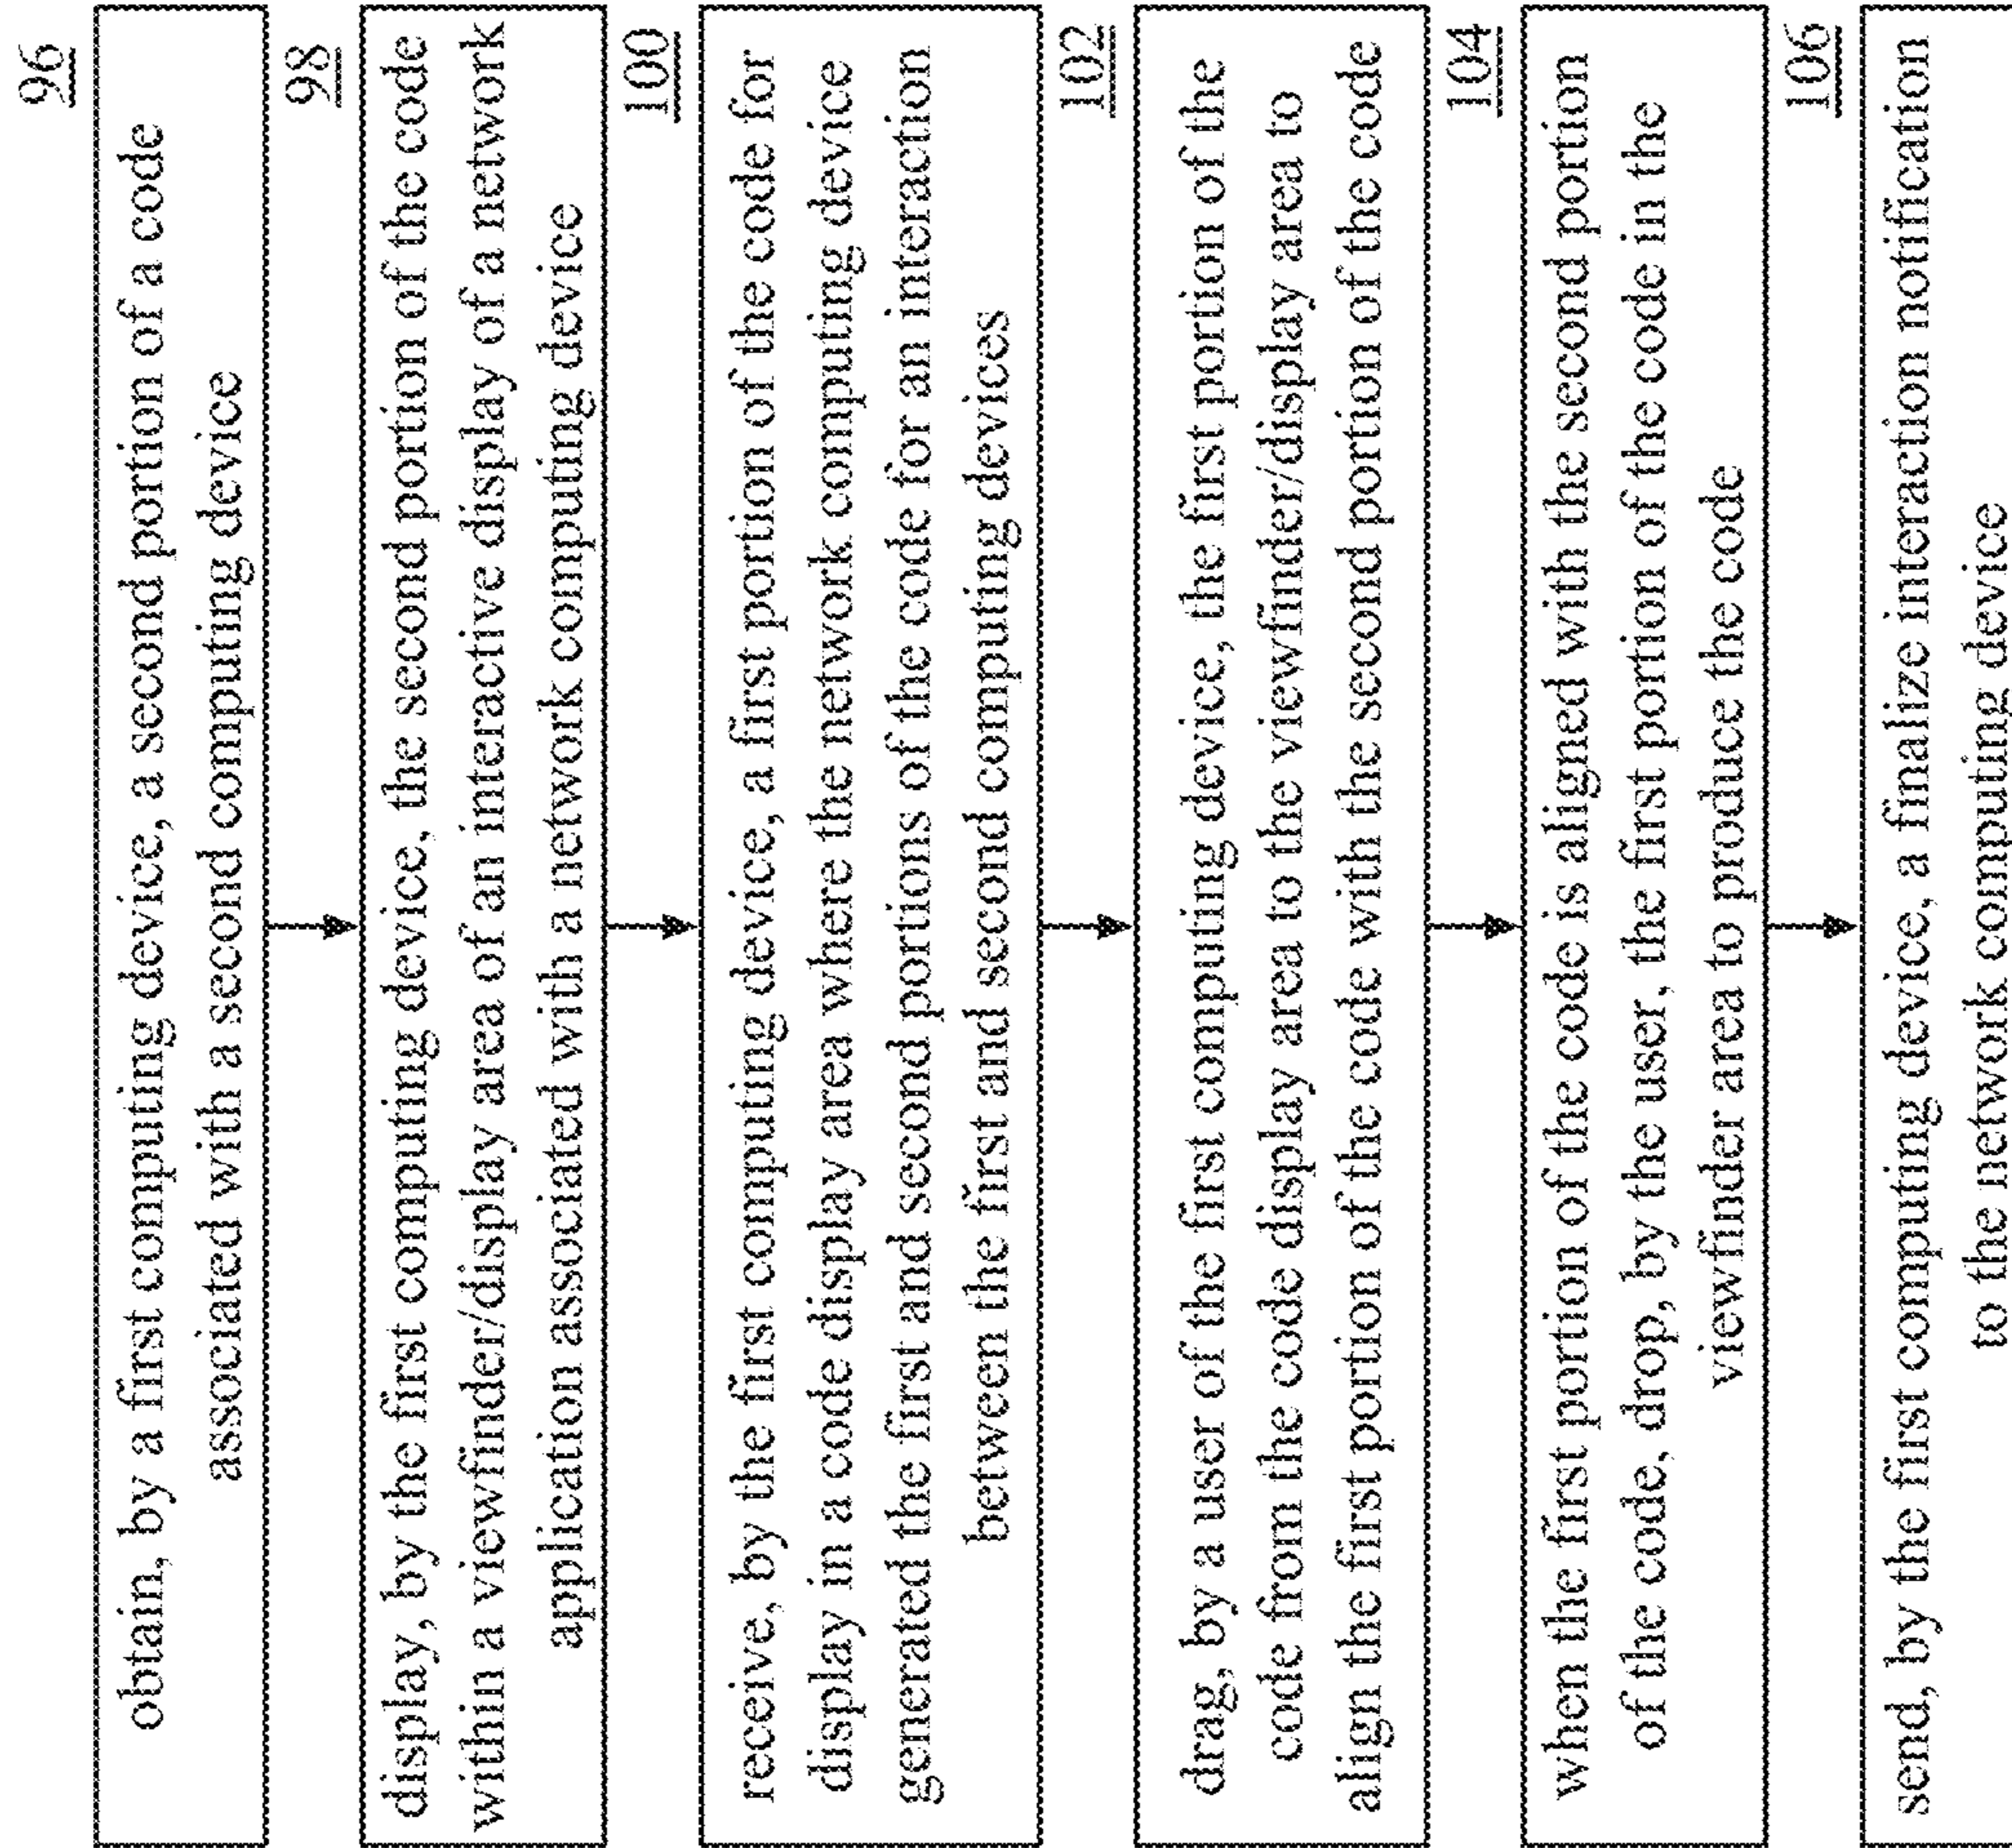 96
obtain, by a first computing device, a second portion of a code
associated with a second computing device
98
display, by the first computing device, the second portion of the code
within a viewfinder/display area of an interactive display of a network
application associated with a network computing device
100
receive, by the first computing device, a first portion of the code for
display in a code display area where the network computing device
generated the first and second portions of the code for an interaction
between the first and second computing devices
102
drag, by a user of the first computing device, the first portion of the
code from the code display area to the viewfinder/display area to
align the first portion of the code with the second portion of the code
104
when the first portion of the code is aligned with the second portion
of the code, drop, by the user, the first portion of the code in the
viewfinder area to produce the code
106
send, by the first computing device, a finalize interaction notification
to the network computing device